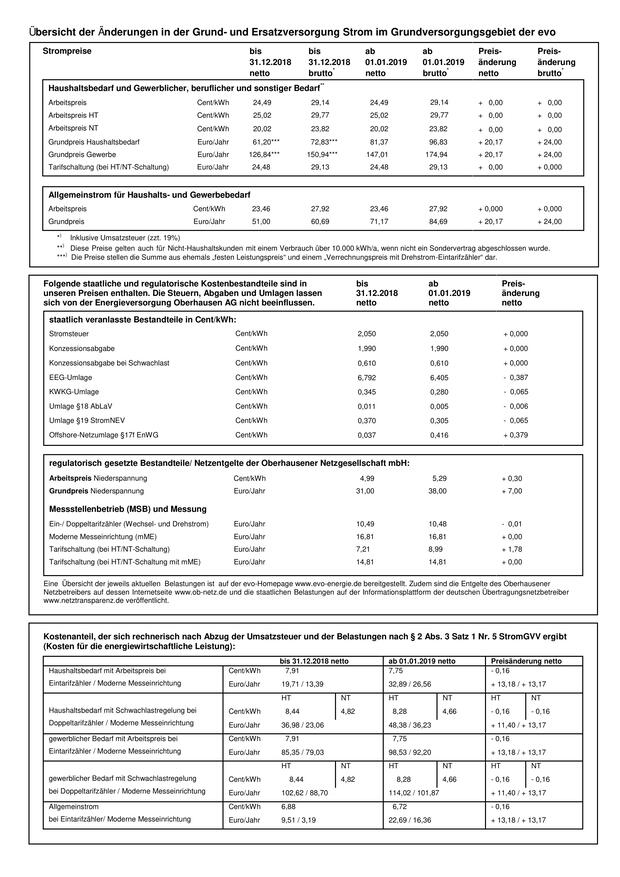 Übersicht der Änderungen in der Grund- und Ersatzversorgung Strom im Grundversorgungsgebiet der evo
Strompreise bis 31.12.2018 netto bis 31.12.2018 brutto* ab 01.01.2019 netto ab 01.01.2019 brutto* Preis-änderung netto Preis-änderung brutto*
Haushaltsbedarf und Gewerblicher, beruflicher und sonstiger Bedarf**
Arbeitspreis Cent/kWh 24,49 29,14 24,49 29,14 + 0,00 + 0,00
Arbeitspreis HT Cent/kWh 25,02 29,77 25,02 29,77 + 0,00 + 0,00
Arbeitspreis NT Cent/kWh 20,02 23,82 20,02 23,82 + 0,00 + 0,00
Grundpreis Haushaltsbedarf Euro/Jahr 61,20*** 72,83*** 81,37 96,83 + 20,17 + 24,00
Grundpreis Gewerbe Euro/Jahr 126,84*** 150,94*** 147,01 174,94 + 20,17 + 24,00
Tarifschaltung (bei HT/NT-Schaltung) Euro/Jahr 24,48 29,13 24,48 29,13 + 0,00 + 0,000
Allgemeinstrom für Haushalts- und Gewerbebedarf
Arbeitspreis Cent/kWh 23,46 27,92 23,46 27,92 + 0,000 + 0,000
Grundpreis Euro/Jahr 51,00 60,69 71,17 84,69 + 20,17 + 24,00
*) Inklusive Umsatzsteuer (zzt. 19%)
**) Diese Preise gelten auch für Nicht-Haushaltskunden mit einem Verbrauch über 10.000 kWh/a, wenn nicht ein Sondervertrag abgeschlossen wurde.
***) Die Preise stellen die Summe aus ehemals „festen Leistungspreis“ und einem „Verrechnungspreis mit Drehstrom-Eintarifzähler“ dar.
Folgende staatliche und regulatorische Kostenbestandteile sind in
unseren Preisen enthalten. Die Steuern, Abgaben und Umlagen lassen
sich von der Energieversorgung Oberhausen AG nicht beeinflussen.
bis 31.12.2018 netto ab 01.01.2019 netto Preis-änderung netto
staatlich veranlasste Bestandteile in Cent/kWh:
Stromsteuer Cent/kWh 2,050 2,050 + 0,000
Konzessionsabgabe Cent/kWh 1,990 1,990 + 0,000
Konzessionsabgabe bei Schwachlast Cent/kWh 0,610 0,610 + 0,000
EEG-Umlage Cent/kWh 6,792 6,405 - 0,387
KWKG-Umlage Cent/kWh 0,345 0,280 - 0,065
Umlage §18 AbLaV Cent/kWh 0,011 0,005 - 0,006
Umlage §19 StromNEV Cent/kWh 0,370 0,305 - 0,065
Offshore-Netzumlage §17f EnWG Cent/kWh 0,037 0,416 + 0,379
regulatorisch gesetzte Bestandteile/ Netzentgelte der Oberhausener Netzgesellschaft mbH:
Arbeitspreis Niederspannung Cent/kWh 4,99 5,29 + 0,30
Grundpreis Niederspannung Euro/Jahr 31,00 38,00 + 7,00
Messstellenbetrieb (MSB) und Messung
Ein-/ Doppeltarifzähler (Wechsel- und Drehstrom) Euro/Jahr 10,49 10,48 - 0,01
Moderne Messeinrichtung (mME) Euro/Jahr 16,81 16,81 + 0,00
Tarifschaltung (bei HT/NT-Schaltung) Euro/Jahr 7,21 8,99 + 1,78
Tarifschaltung (bei HT/NT-Schaltung mit mME) Euro/Jahr 14,81 14,81 + 0,00
Eine Übersicht der jeweils aktuellen Belastungen ist auf der evo-Homepage www.evo-energie.de bereitgestellt. Zudem sind die Entgelte des Oberhausener
Netzbetreibers auf dessen Internetseite www.ob-netz.de und die staatlichen Belastungen auf der Informationsplattform der deutschen Übertragungsnetzbetreiber
www.netztransparenz.de veröffentlicht.
Kostenanteil, der sich rechnerisch nach Abzug der Umsatzsteuer und der Belastungen nach § 2 Abs. 3 Satz 1 Nr. 5 StromGVV ergibt
(Kosten für die energiewirtschaftliche Leistung):
bis 31.12.2018 netto ab 01.01.2019 netto Preisänderung netto
Haushaltsbedarf mit Arbeitspreis bei Cent/kWh 7,91 7,75 - 0,16
Eintarifzähler / Moderne Messeinrichtung Euro/Jahr 19,71 / 13,39 32,89 / 26,56 + 13,18 / + 13,17
HT NT HT NT HT NT
Haushaltsbedarf mit Schwachlastregelung bei Cent/kWh 8,44 4,82 8,28 4,66 - 0,16 - 0,16
Doppeltarifzähler / Moderne Messeinrichtung Euro/Jahr 36,98 / 23,06 48,38 / 36,23 + 11,40 / + 13,17
gewerblicher Bedarf mit Arbeitspreis bei Cent/kWh 7,91 7,75 - 0,16
Eintarifzähler / Moderne Messeinrichtung Euro/Jahr 85,35 / 79,03 98,53 / 92,20 + 13,18 / + 13,17
HT NT HT NT HT NT
gewerblicher Bedarf mit Schwachlastregelung Cent/kWh 8,44 4,82 8,28 4,66 - 0,16 - 0,16
bei Doppeltarifzähler / Moderne Messeinrichtung Euro/Jahr 102,62 / 88,70 114,02 / 101,87 + 11,40 / + 13,17
Allgemeinstrom Cent/kWh 6,88 6,72 - 0,16
bei Eintarifzähler/ Moderne Messeinrichtung Euro/Jahr 9,51 / 3,19 22,69 / 16,36 + 13,18 / + 13,17